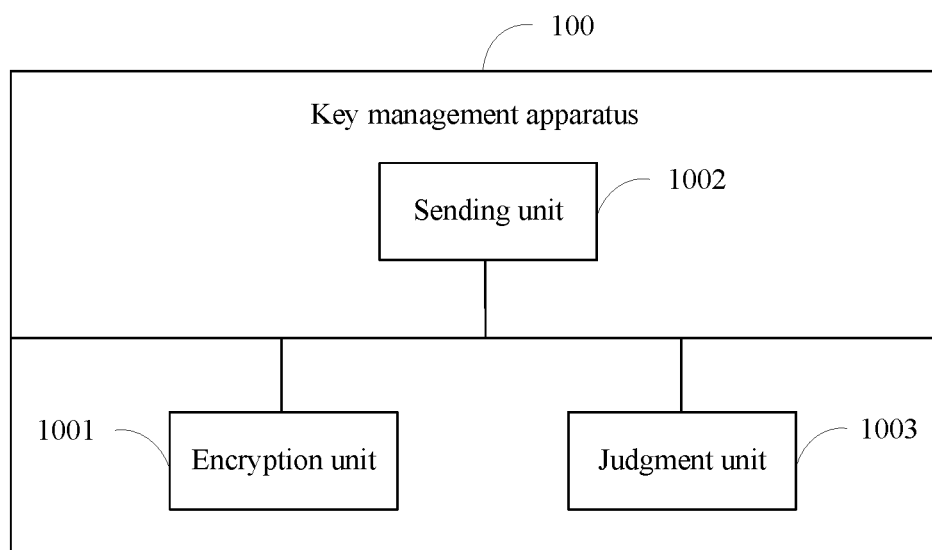 100
Key management apparatus
1002
Sending unit
1001
Encryption unit
1003
Judgment unit